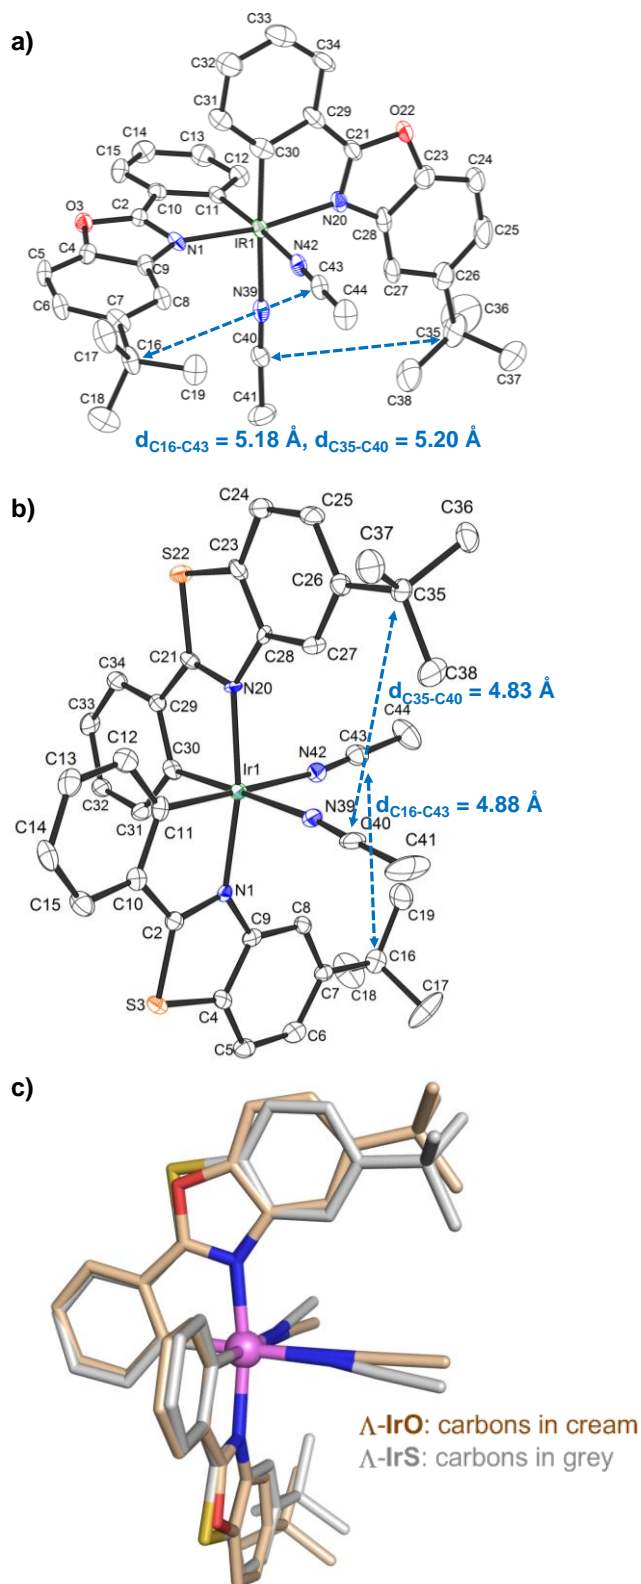 a)
C33
C34
C32
C31
C29
O22
C21
C14
C13
C30
C23
C24
C15
C12
O3
C2
C10
C11
N20
C28
C25
N1
IR1
N42
C5
C4
C9
C43
C27
C26
C6
C7
C8
N39
C44
C36
C17
C16
C40
C35
C18
C19
C41
C38
C37
dC16-C43 = 5.18 Å, dC35-C40 = 5.20 Å
b)
C24
C25
C36
C37
S22
C23
C26
C35
C21
C28
C27
C34
C38
N20
dC35-C40 = 4.83 Å
C29
C33
C44
C12
C43
C30
Ir1
N42
C13
C32
N39
dC16-C43 = 4.88 Å
C31
C11
C40
C14
C41
C10
N1
C15
C8
C19
C2
C9
C16
C7
C18
C17
S3
C4
C6
C5
c)
Λ-IrO: carbons in cream
Λ-IrS: carbons in grey